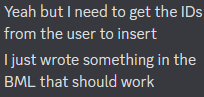 Yeah but I need to get the IDs
from the user to insert
I just wrote something in the
BML that should work